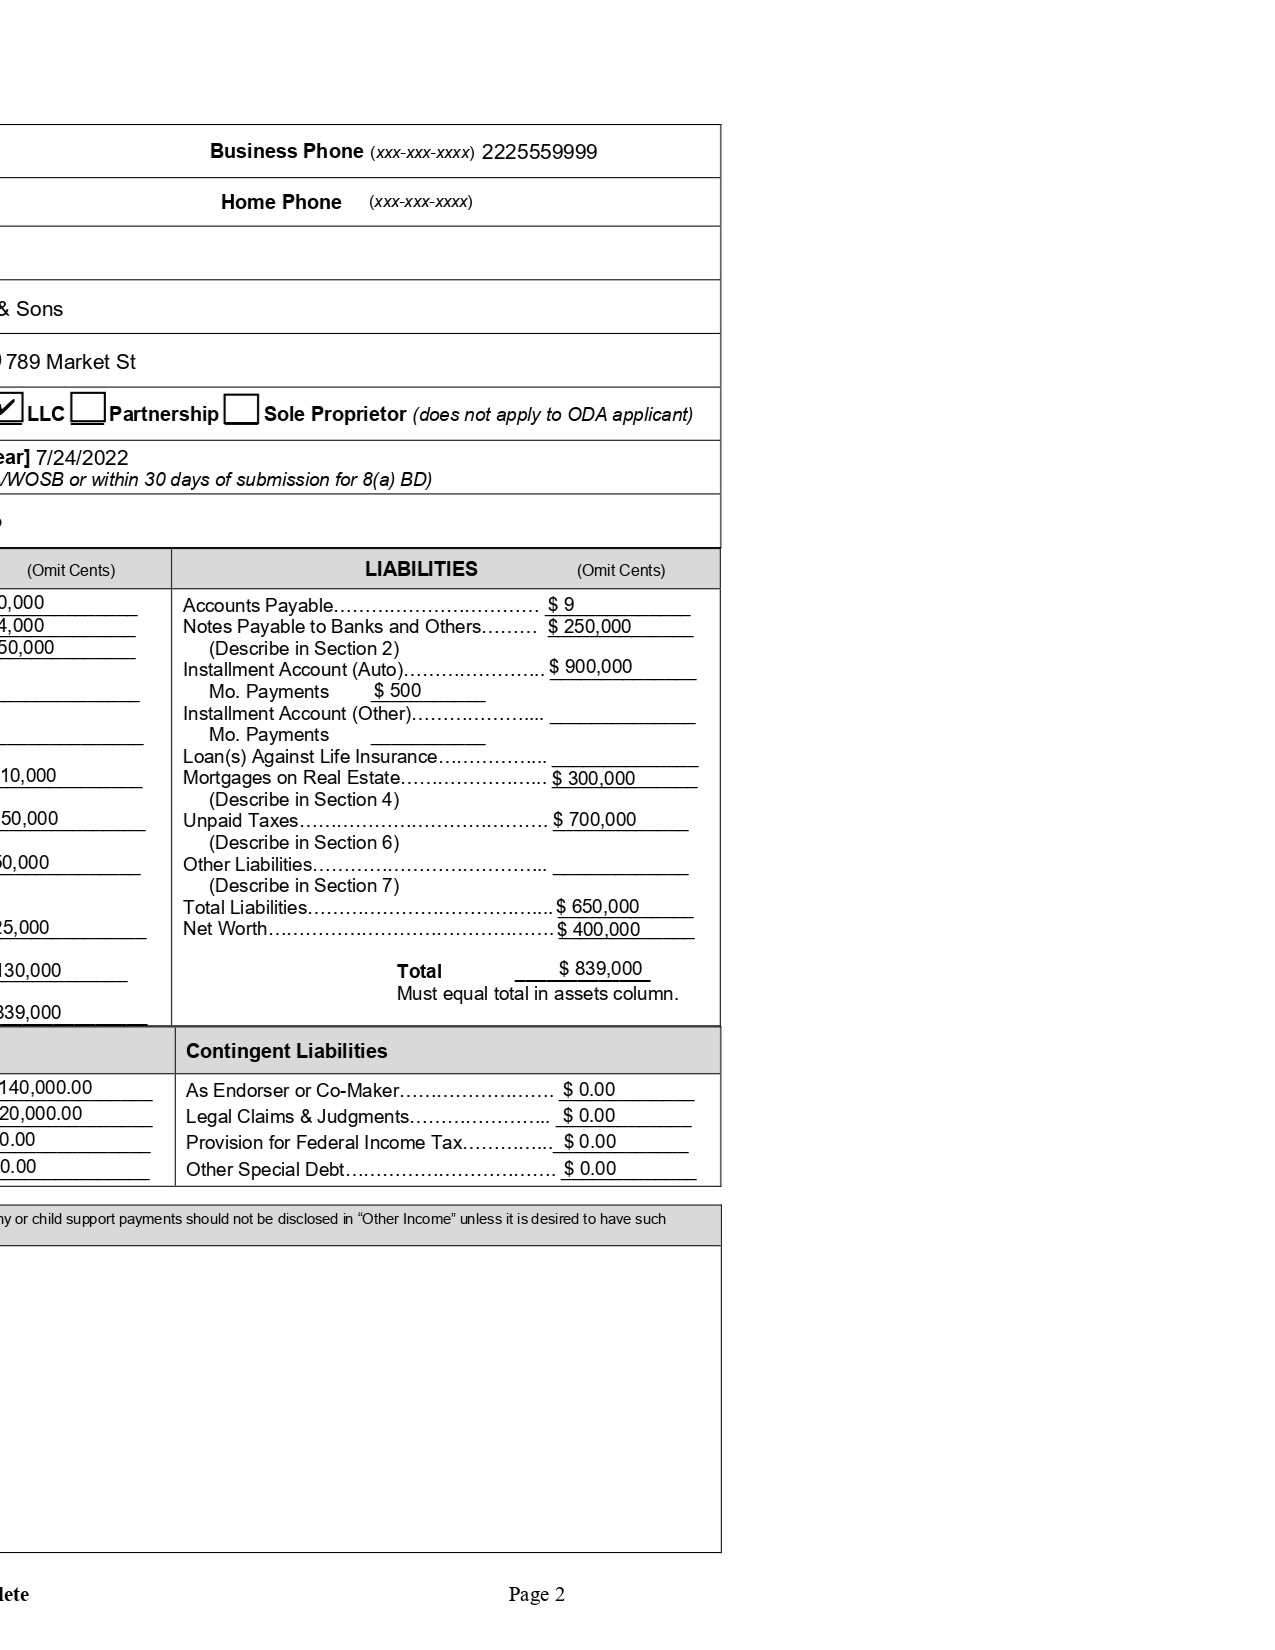 Business Phone (xxx-xxx-xxxx) 2225559999
Home Phone (xxx-xxx-xxxx)
& Sons
789 Market St
LLC Partnership Sole Proprietor (does not apply to ODA applicant)
ear] 7/24/2022
/WOSB or within 30 days of submission for 8(a) BD)
(Omit Cents) LIABILITIES (Omit Cents)
0,000 Accounts Payable……………………………… $ 9
4,000 Notes Payable to Banks and Others……… $ 250,000
50,000 (Describe in Section 2)
Installment Account (Auto)…………………….. $ 900,000
Mo. Payments $ 500
Installment Account (Other)…………………....
Mo. Payments
Loan(s) Against Life Insurance……………....
10,000 Mortgages on Real Estate…………………….. $ 300,000
(Describe in Section 4)
50,000 Unpaid Taxes………………………………… $ 700,000
(Describe in Section 6)
50,000 Other Liabilities………………………………..
(Describe in Section 7)
Total Liabilities……………………………….... $ 650,000
25,000 Net Worth……………………………………… $ 400,000
130,000 Total $ 839,000
Must equal total in assets column.
839,000
Contingent Liabilities
140,000.00 As Endorser or Co-Maker…………………… $ 0.00
20,000.00 Legal Claims & Judgments………………….. $ 0.00
0.00 Provision for Federal Income Tax………….. $ 0.00
0.00 Other Special Debt…………………………… $ 0.00
ny or child support payments should not be disclosed in “Other Income” unless it is desired to have such
lete Page 2